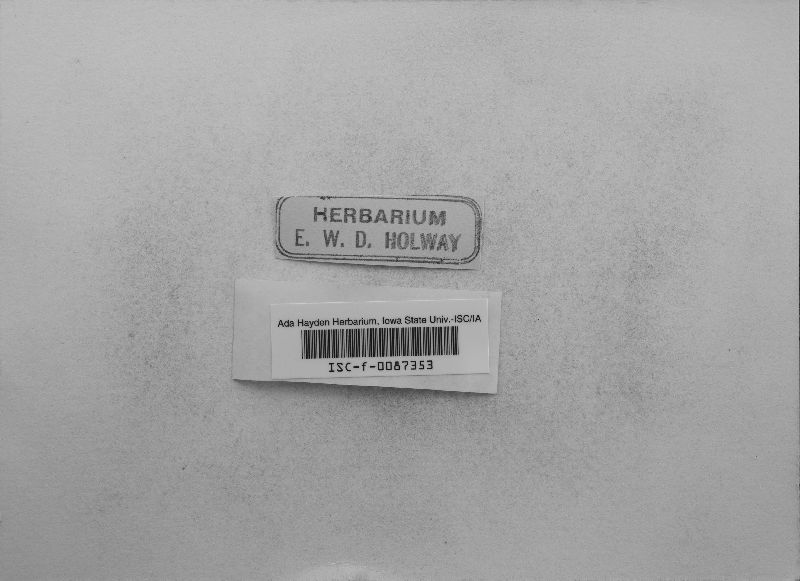 HERBARIUM
E. W. D. HOLWAY
Ada Hayden Herbarium, Iowa State Univ.-ISC/IA
ISC-f-0087353